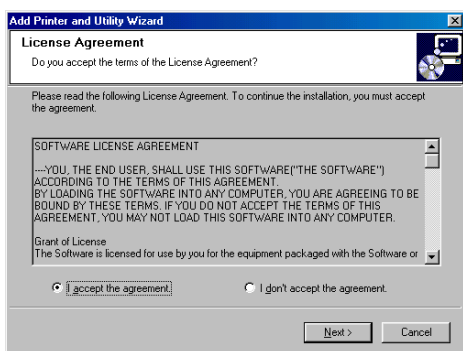 Add Printer and Utility Wizard
License Agreement
Do you accept the terms of the License Agreement?
Please read the following License Agreement. To continue the installation, you must accept
the agreement.
SOFTWARE LICENSE AGREEMENT
----YOU, THE END USER, SHALL USE THIS SOFTWARE("THE SOFTWARE")
ACCORDING TO THE TERMS OF THIS AGREEMENT.
BY LOADING THE SOFTWARE INTO ANY COMPUTER, YOU ARE AGREEING TO BE
BOUND BY THESE TERMS. IF YOU DO NOT ACCEPT THE TERMS OF THIS
AGREEMENT, YOU MAY NOT LOAD THIS SOFTWARE INTO ANY COMPUTER.
Grant of License
The Software is licensed for use by you for the equipment packaged with the Software or
I accept the agreement.
I don't accept the agreement.
Next >
Cancel